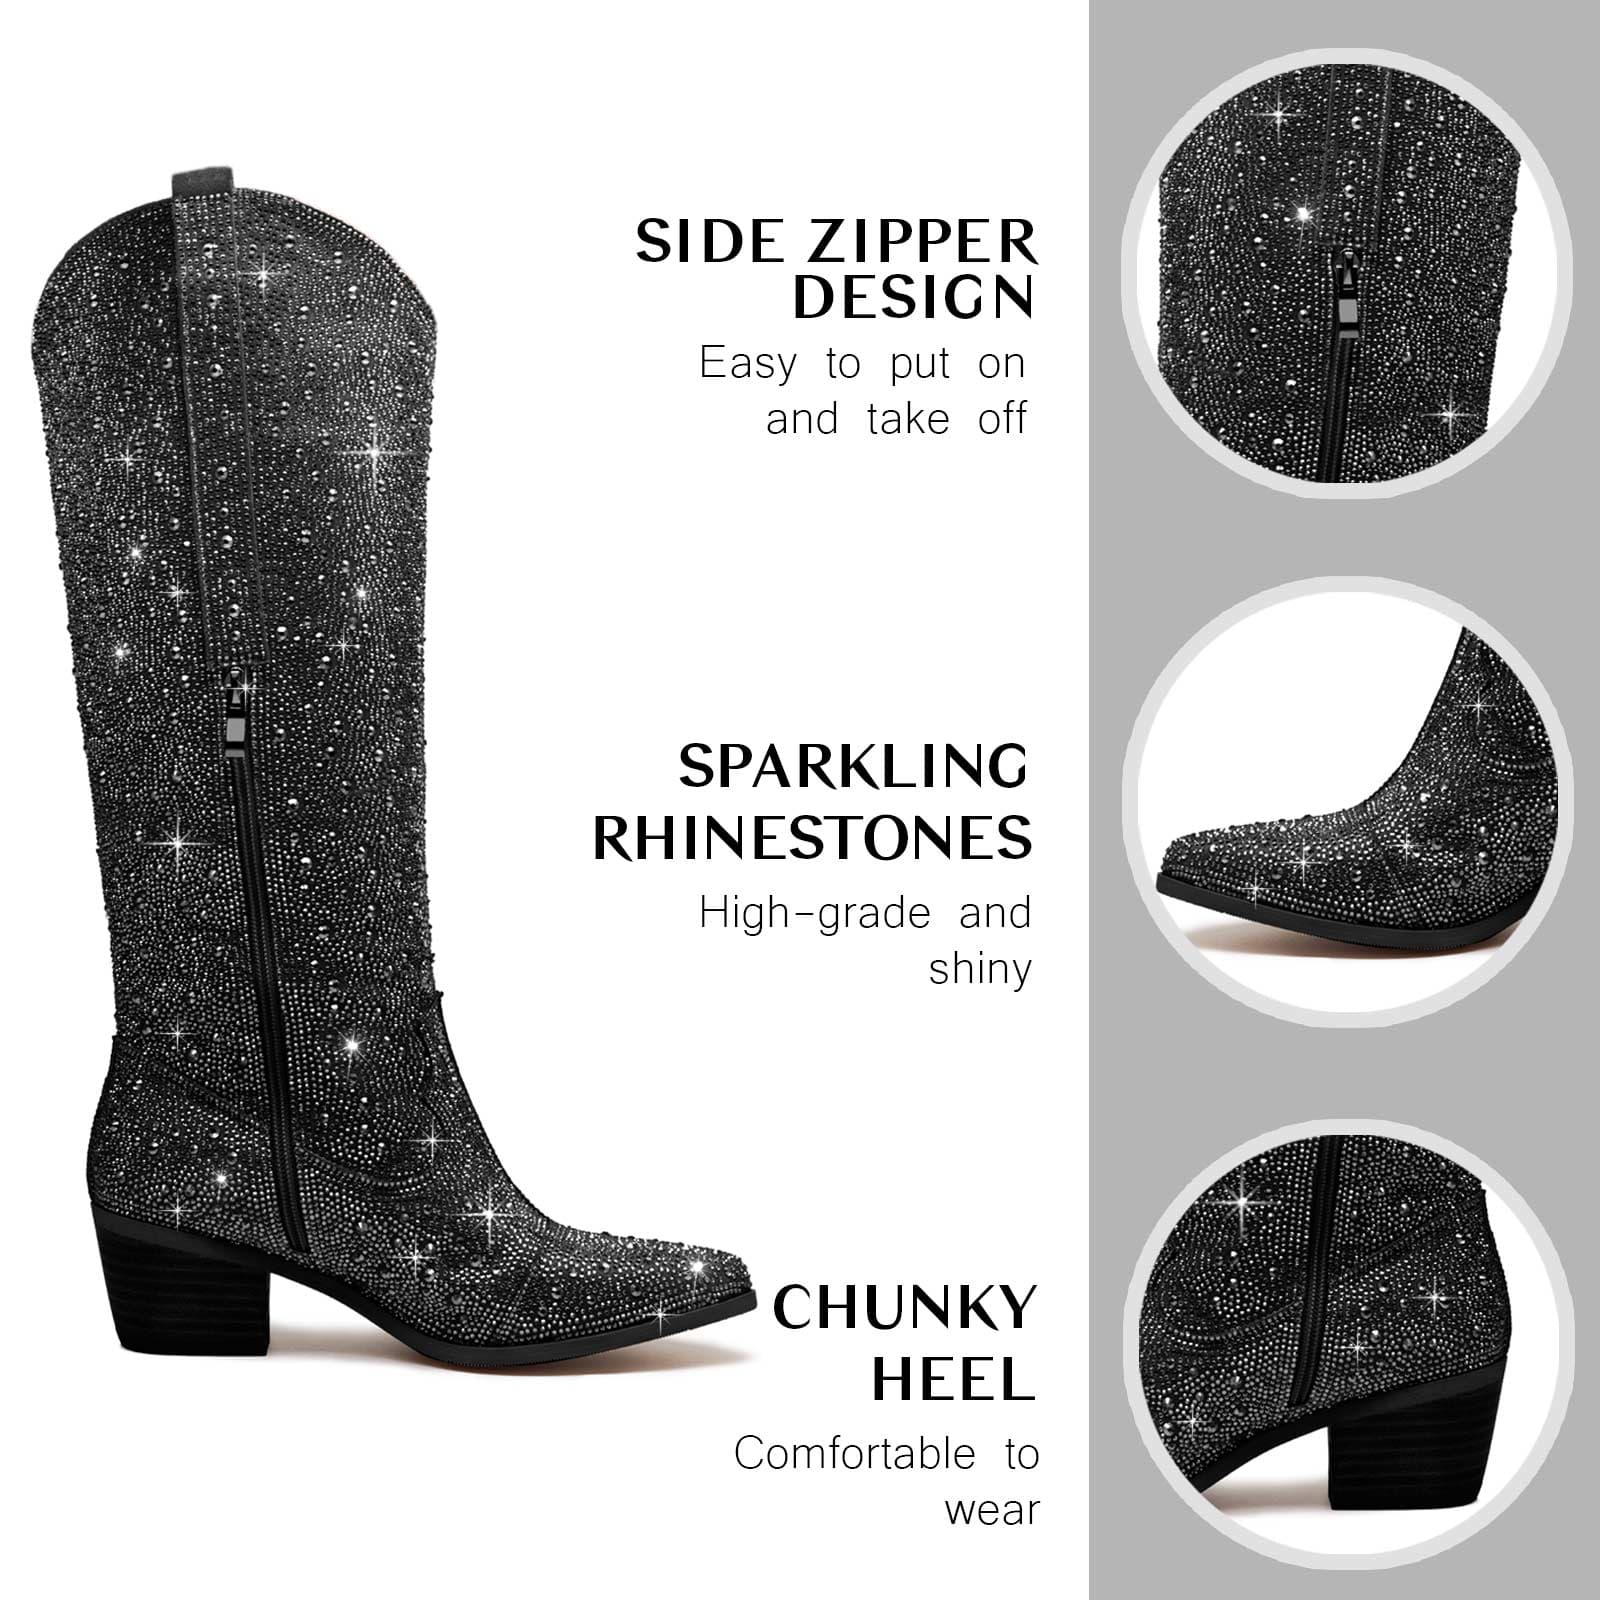 SIDE ZIPPER
DESIGN
Easy to put on
and take off
SPARKLING
RHINESTONES
High-grade and
shiny
CHUNKY
HEEL
Comfortable to
wear